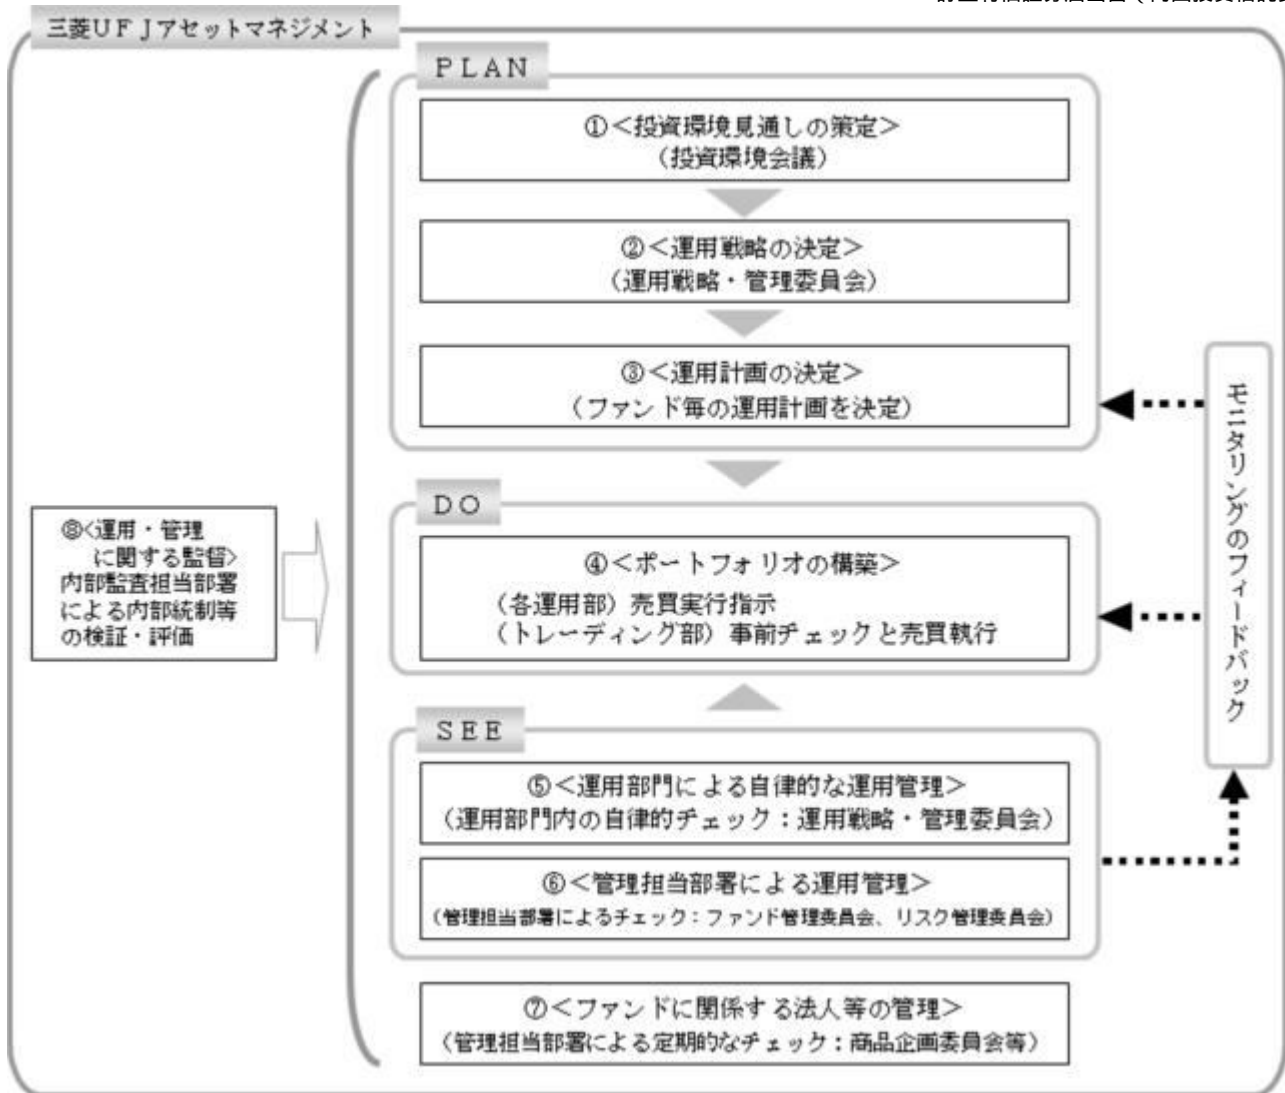 三菱UFJアセットマネジメント
PLAN
①<投資環境見通しの策定>
(投資環境会議)
②<運用戦略の決定>
(運用戦略・管理委員会)
③<運用計画の決定>
(ファンド毎の運用計画を決定)
DO
④<ポートフォリオの構築>
(各運用部)売買実行指示
(トレーディング部)事前チェックと売買執行
SEE
⑤<運用部門による自律的な運用管理>
(運用部門内の自律的チェック:運用戦略・管理委員会)
⑥<管理担当部署による運用管理>
(管理担当部署によるチェック:ファンド管理委員会、リスク管理委員会)
⑦<ファンドに関係する法人等の管理>
(管理担当部署による定期的なチェック:商品企画委員会等)
⑧<運用・管理
に関する監督>
内部監査担当部署
による内部統制等
の検証・評価
モニタリングのフィードバック